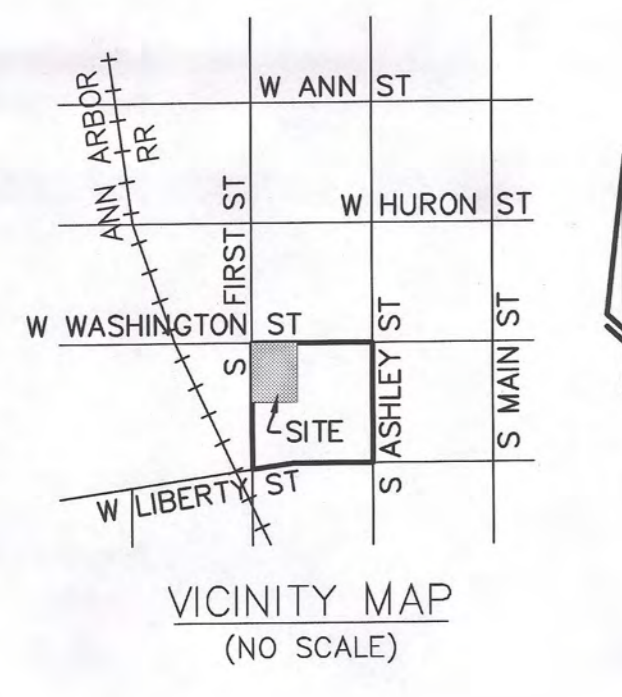 W ANN ST
ANN ARBOR
RR
W HURON ST
S FIRST ST
W WASHINGTON ST
S ASHLEY ST
S MAIN ST
SITE
W LIBERTY ST
VICINITY MAP
(NO SCALE)